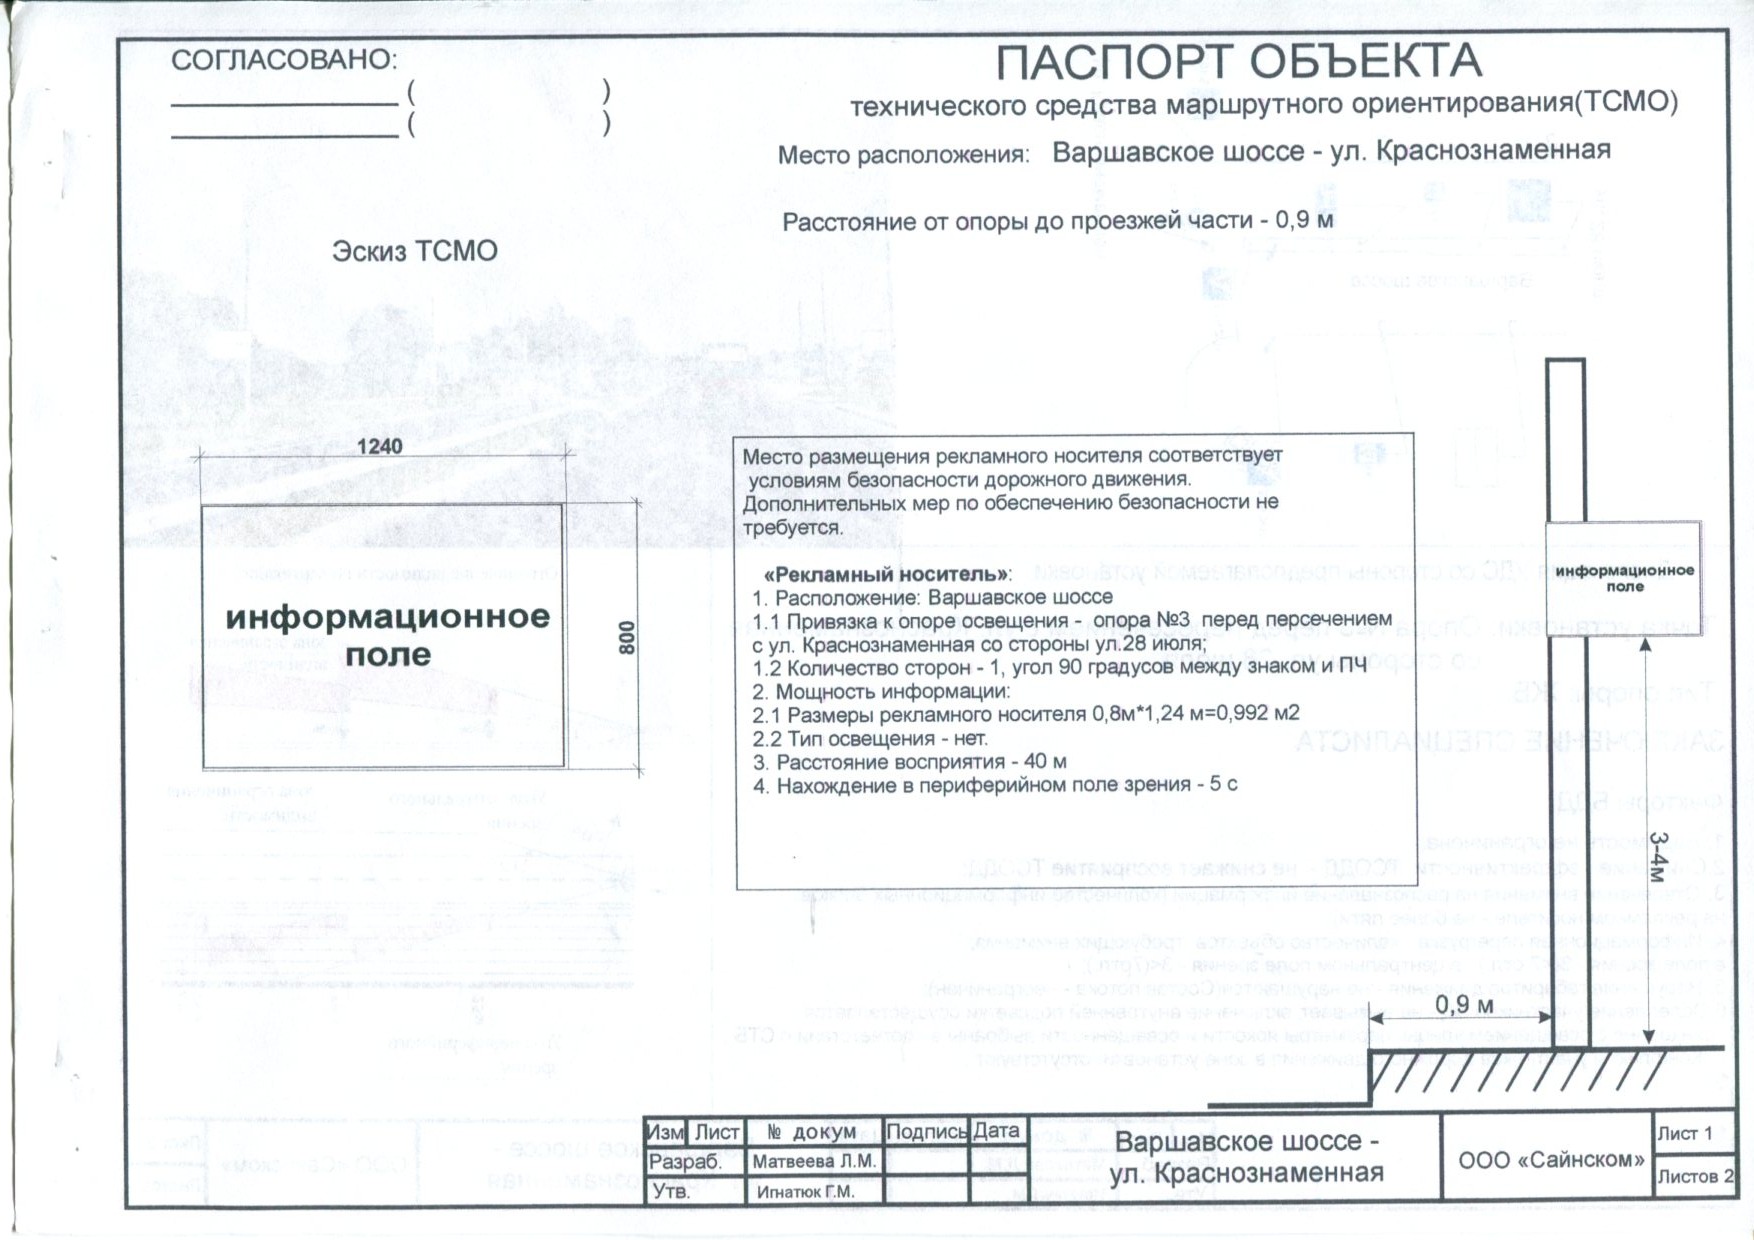 СОГЛАСОВАНО:
( )
( )
ПАСПОРТ ОБЪЕКТА
технического средства маршрутного ориентирования(ТСМО)
Место расположения: Варшавское шоссе - ул. Краснознаменная
Расстояние от опоры до проезжей части - 0,9 м
Эскиз ТСМО
1240
информационное
поле
800
Место размещения рекламного носителя соответствует
условиям безопасности дорожного движения.
Дополнительных мер по обеспечению безопасности не
требуется.
«Рекламный носитель»:
1. Расположение: Варшавское шоссе
1.1 Привязка к опоре освещения - опора №3 перед персечением
с ул. Краснознаменная со стороны ул.28 июля;
1.2 Количество сторон - 1, угол 90 градусов между знаком и ПЧ
2. Мощность информации:
2.1 Размеры рекламного носителя 0,8м*1,24 м=0,992 м2
2.2 Тип освещения - нет.
3. Расстояние восприятия - 40 м
4. Нахождение в периферийном поле зрения - 5 с
информационное
поле
3-4м
0,9 м
Изм Лист № докум Подпись Дата
Разраб. Матвеева Л.М.
Утв. Игнатюк Г.М.
Варшавское шоссе -
ул. Краснознаменная
ООО «Сайнском»
Лист 1
Листов 2